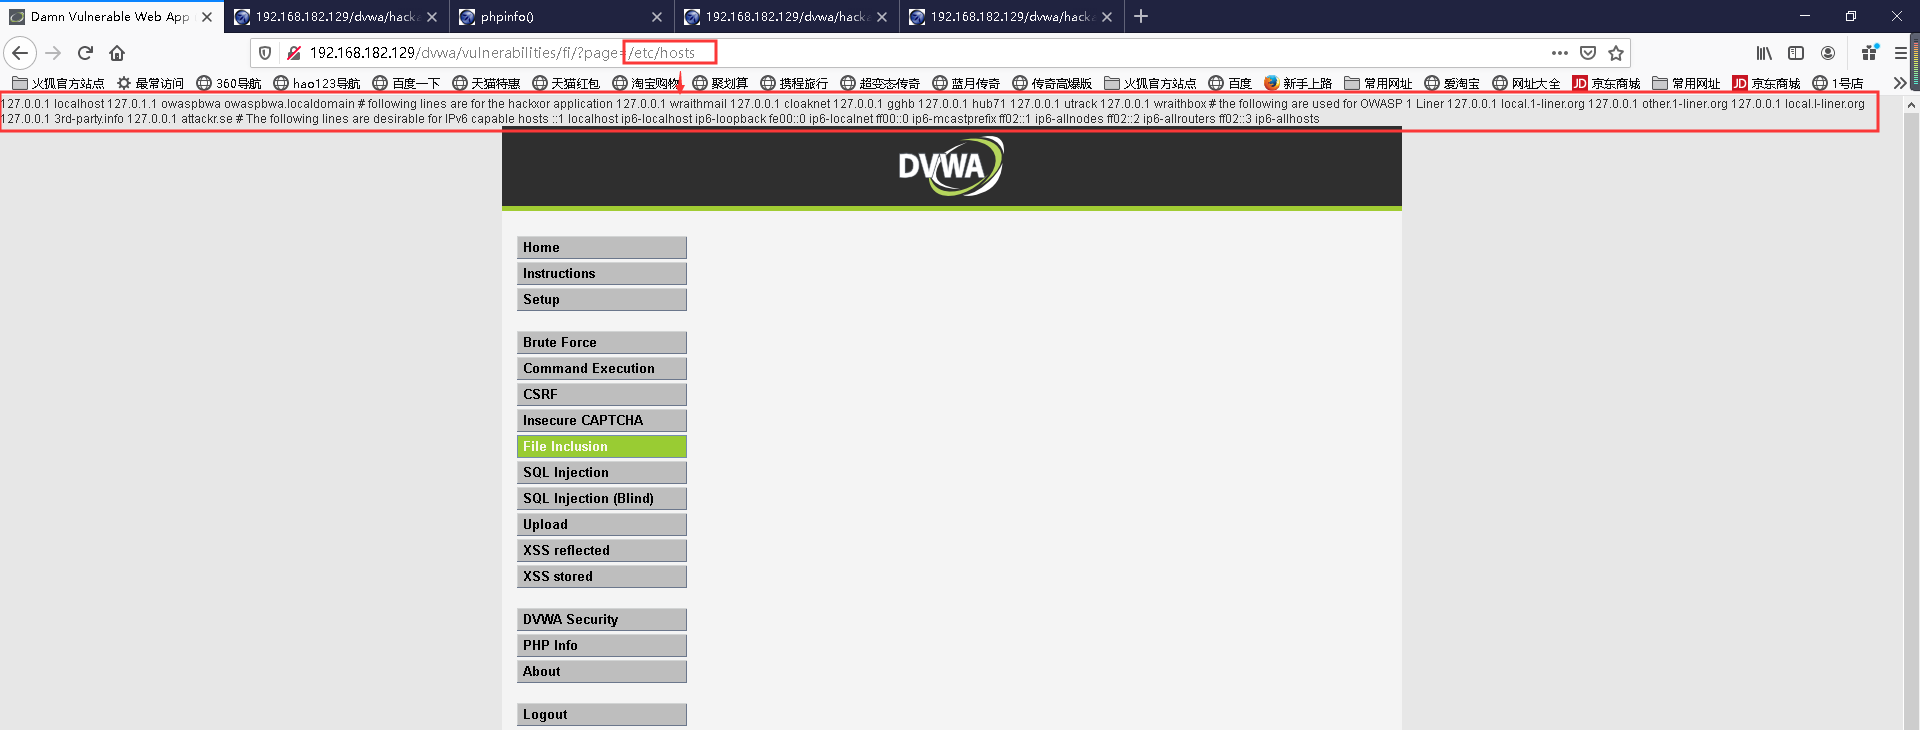 Damn Vulnerable Web App
192.168.182.129/dvwa/hack
phpinfo()
192.168.182.129/dvwa/hack
192.168.182.129/dvwa/hack
192.168.182.129/dvwa/vulnerabilities/fi/?page=/etc/hosts
火狐官方站点 最常访问 360导航 hao123导航 百度一下 天猫特惠 天猫红包 淘宝购物 聚划算 携程旅行 超变态传奇 蓝月传奇 传奇高爆版 火狐官方站点 百度 新手上路 常用网址 爱淘宝 网址大全 JD 京东商城 常用网址 JD 京东商城 1号店
127.0.0.1 localhost 127.0.1.1 owaspbwa owaspbwa.localdomain # following lines are for the hackxor application 127.0.0.1 wraithmail 127.0.0.1 cloaknet 127.0.0.1 gghb 127.0.0.1 hub71 127.0.0.1 utrack 127.0.0.1 wraithbox # the following are used for OWASP 1 Liner 127.0.0.1 local.1-liner.org 127.0.0.1 other.1-liner.org 127.0.0.1 local.l-liner.org
127.0.0.1 3rd-party.info 127.0.0.1 attackr.se # The following lines are desirable for IPv6 capable hosts ::1 localhost ip6-localhost ip6-loopback fe00::0 ip6-localnet ff00::0 ip6-mcastprefix ff02::1 ip6-allnodes ff02::2 ip6-allrouters ff02::3 ip6-allhosts
DVWA
Home
Instructions
Setup
Brute Force
Command Execution
CSRF
Insecure CAPTCHA
File Inclusion
SQL Injection
SQL Injection (Blind)
Upload
XSS reflected
XSS stored
DVWA Security
PHP Info
About
Logout